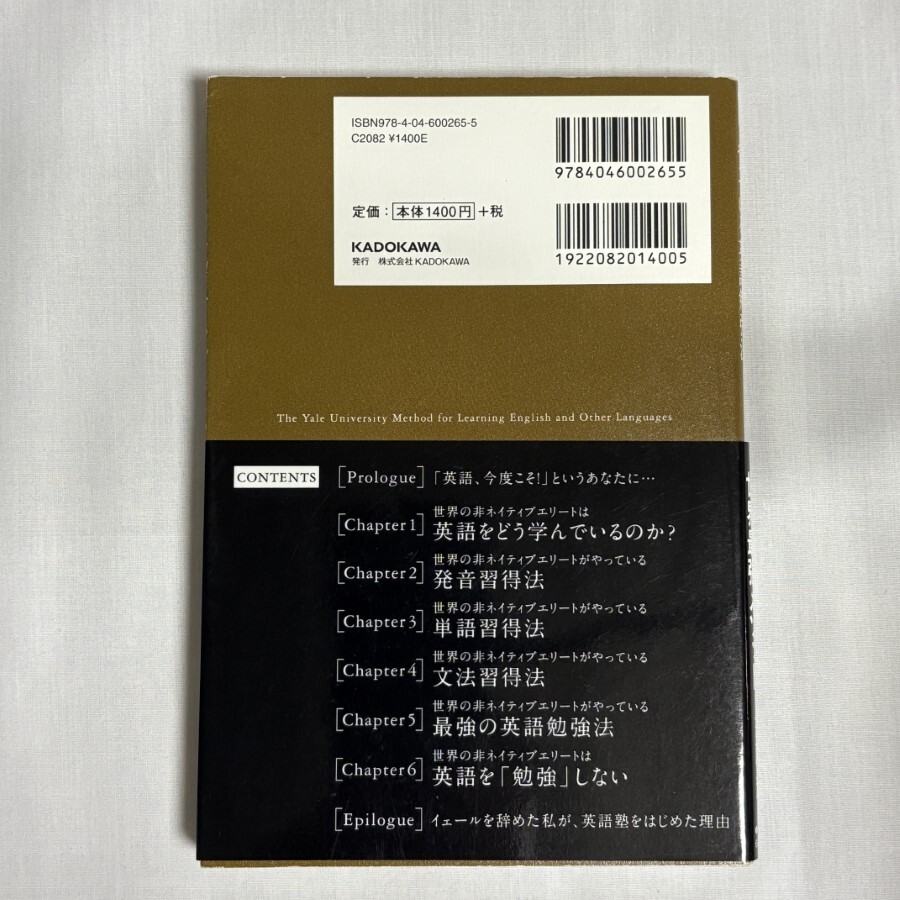 ISBN978-4-04-600265-5
C2082 ¥1400E
9784046002655
定価：本体1400円＋税
1922082014005
KADOKAWA
発行 株式会社KADOKAWA
The Yale University Method for Learning English and Other Languages
CONTENTS
[Prologue] 「英語、今度こそ!」というあなたに…
世界の非ネイティブエリートは
[Chapter1] 英語をどう学んでいるのか?
世界の非ネイティブエリートがやっている
[Chapter2] 発音習得法
世界の非ネイティブエリートがやっている
[Chapter3] 単語習得法
世界の非ネイティブエリートがやっている
[Chapter4] 文法習得法
世界の非ネイティブエリートがやっている
[Chapter5] 最強の英語勉強法
世界の非ネイティブエリートは
[Chapter6] 英語を「勉強」しない
[Epilogue] イェールを辞めた私が、英語塾をはじめた理由